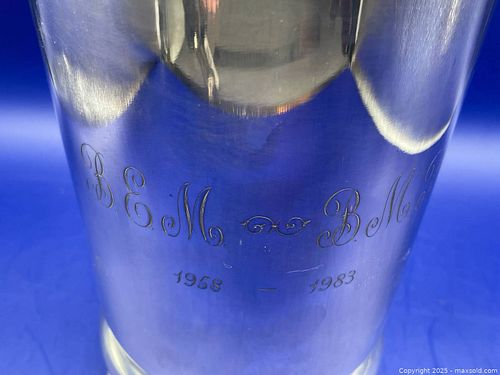 B.E.M. B.M.
1958 – 1983
Copyright 2025 - maxsold.com